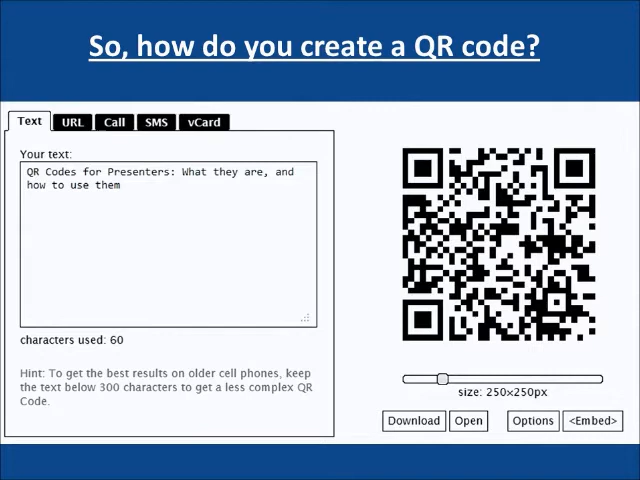 So, how do you create a QR code?
Text URL Call SMS vCard
Your text:
QR Codes for Presenters: What they are, and
how to use them
characters used: 60
Hint: To get the best results on older cell phones, keep
the text below 300 characters to get a less complex QR
Code.
size: 250×250px
Download Open Options <Embed>